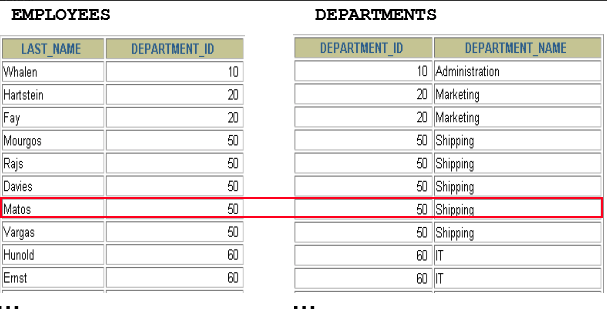 EMPLOYEES DEPARTMENTS
LAST_NAME DEPARTMENT_ID DEPARTMENT_ID DEPARTMENT_NAME
Whalen 10 10 Administration
Hartstein 20 20 Marketing
Fay 20 20 Marketing
Mourgos 50 50 Shipping
Rajs 50 50 Shipping
Davies 50 50 Shipping
Matos 50 50 Shipping
Vargas 50 50 Shipping
Hunold 60 60 IT
Ernst 60 60 IT
... ...